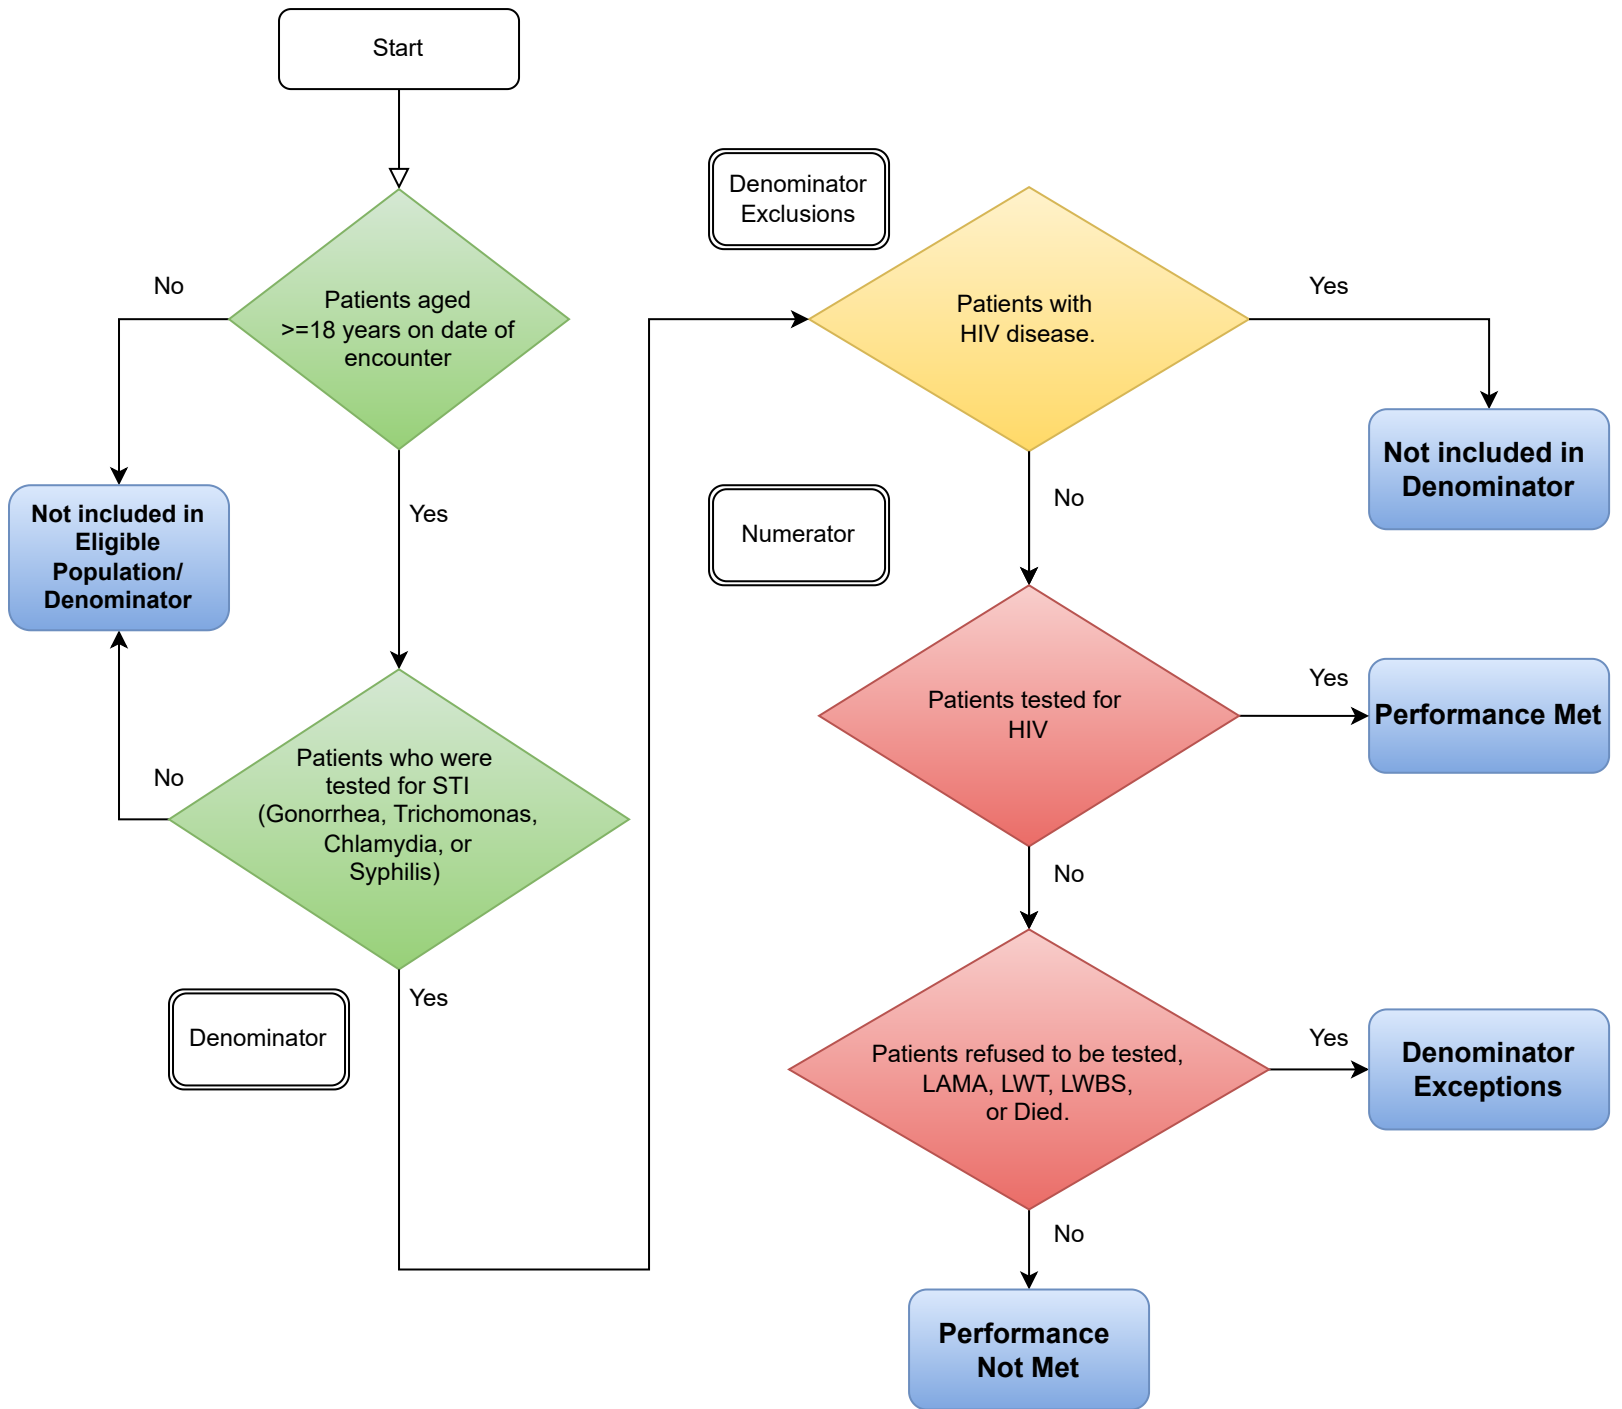 Start
No
Patients aged
>=18 years on date of
encounter
Yes
Not included in
Eligible
Population/
Denominator
No
Patients who were
tested for STI
(Gonorrhea, Trichomonas,
Chlamydia, or
Syphilis)
Yes
Denominator
Denominator
Exclusions
Patients with
HIV disease.
Yes
Not included in
Denominator
No
Numerator
Patients tested for
HIV
Yes
Performance Met
No
Patients refused to be tested,
LAMA, LWT, LWBS,
or Died.
Yes
Denominator
Exceptions
No
Performance
Not Met